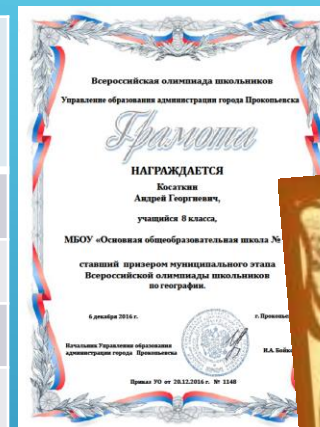 Всероссийская олимпиада школьников
Управление образования администрации города Прокопьевска
Грамота
НАГРАЖДАЕТСЯ
Косаткин
Андрей Георгиевич,
учащийся 8 класса,
МБОУ «Основная общеобразовательная школа №
ставший призером муниципального этапа
Всероссийской олимпиады школьников
по географии.
6 декабря 2016 г.
г. Прокопье
Начальник Управления образования
администрации города Прокопьевска
И.А. Бойко
Приказ УО от 20.12.2016 г. № 1148